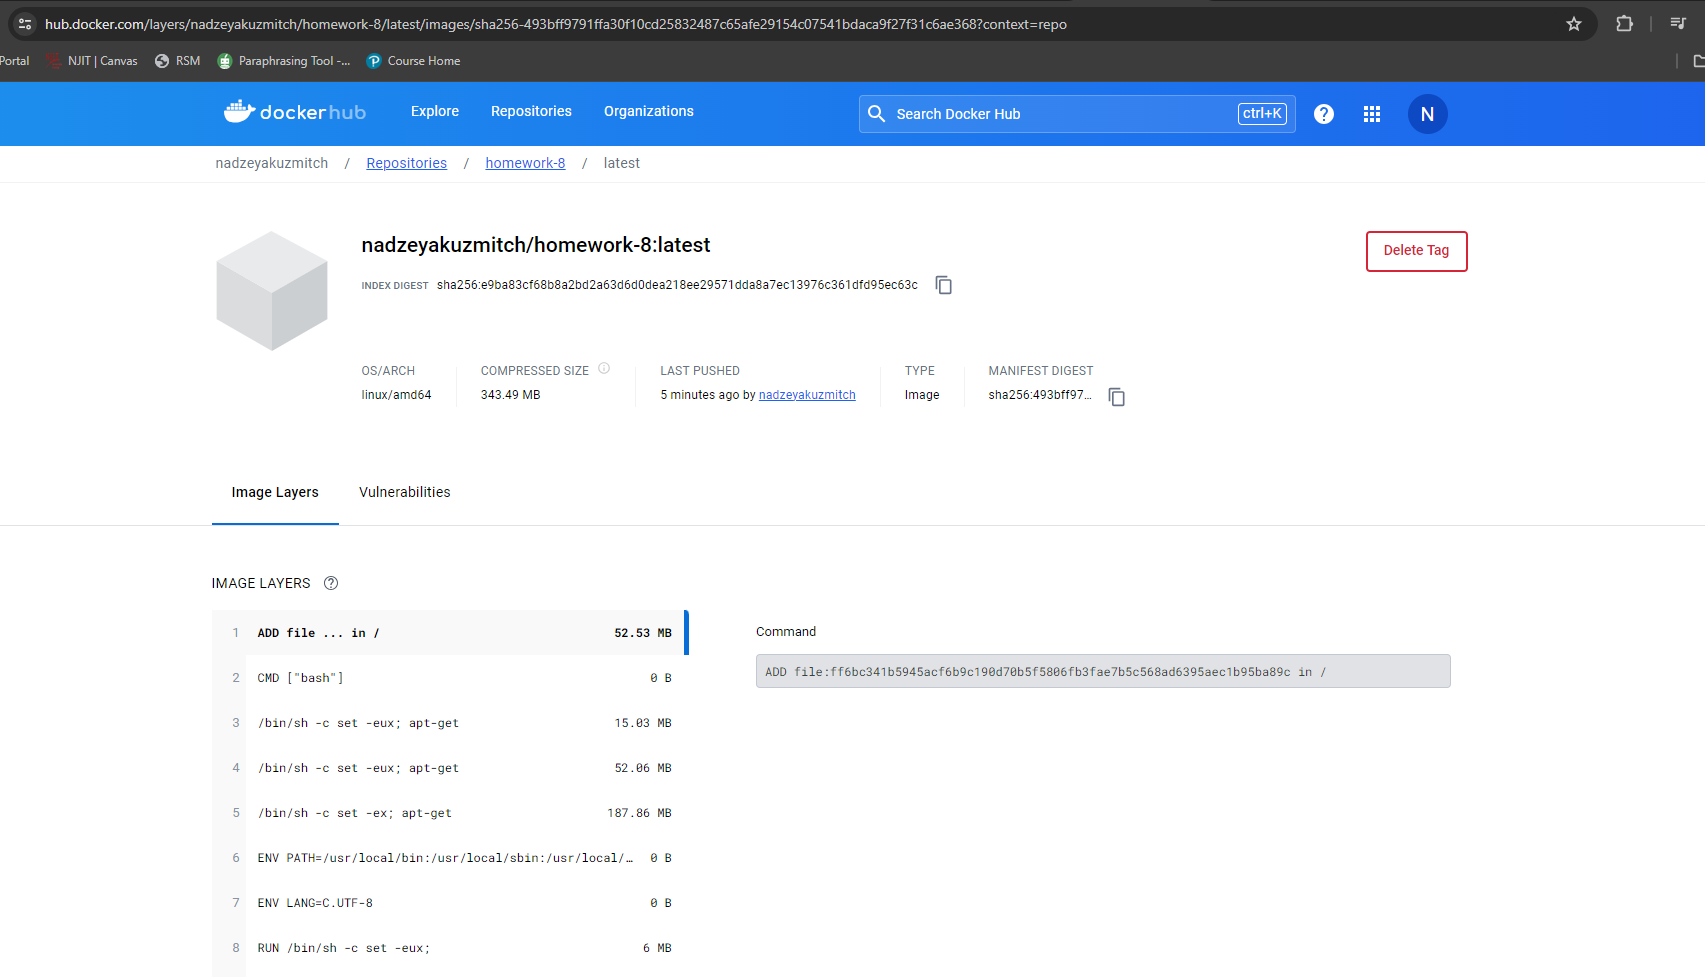 hub.docker.com/layers/nadzeyakuzmitch/homework-8/latest/images/sha256-493bff9791ffa30f10cd25832487c65afe29154c07541bdaca9f27f31c6ae368?context=repo
Portal NJIT | Canvas RSM Paraphrasing Tool -... Course Home
dockerhub Explore Repositories Organizations Search Docker Hub ctrl+K ? N
nadzeyakuzmitch / Repositories / homework-8 / latest
nadzeyakuzmitch/homework-8:latest
Delete Tag
INDEX DIGEST sha256:e9ba83cf68b8a2bd2a63d6d0dea218ee29571dda8a7ec13976c361dfd95ec63c
OS/ARCH COMPRESSED SIZE LAST PUSHED TYPE MANIFEST DIGEST
linux/amd64 343.49 MB 5 minutes ago by nadzeyakuzmitch Image sha256:493bff97...
Image Layers Vulnerabilities
IMAGE LAYERS ?
1 ADD file ... in / 52.53 MB
2 CMD ["bash"] 0 B
3 /bin/sh -c set -eux; apt-get 15.03 MB
4 /bin/sh -c set -eux; apt-get 52.06 MB
5 /bin/sh -c set -ex; apt-get 187.86 MB
6 ENV PATH=/usr/local/bin:/usr/local/sbin:/usr/local/… 0 B
7 ENV LANG=C.UTF-8 0 B
8 RUN /bin/sh -c set -eux; 6 MB
Command
ADD file:ff6bc341b5945acf6b9c190d70b5f5806fb3fae7b5c568ad6395aec1b95ba89c in /